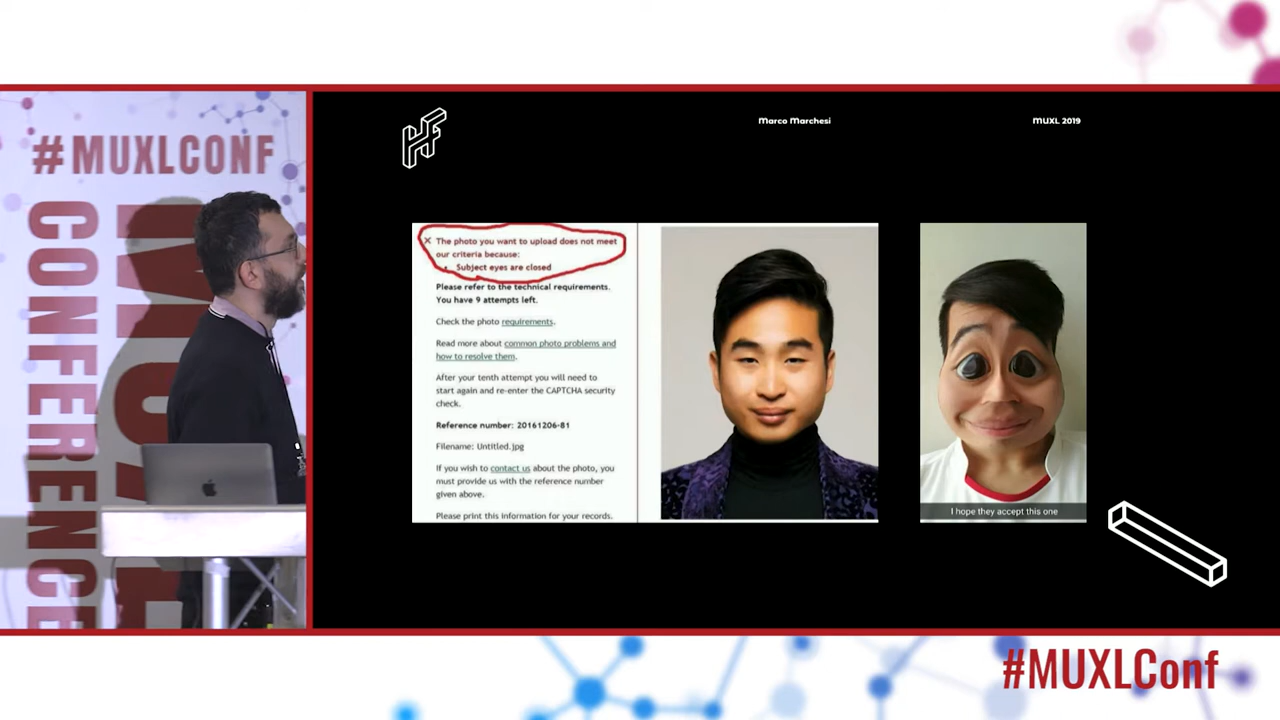 #MUXLCONF
CONFERENCE
Marco Marchesi
MUXL 2019
The photo you want to upload does not meet
our criteria because:
• Subject eyes are closed
Please refer to the technical requirements.
You have 9 attempts left.
Check the photo requirements.
Read more about common photo problems and
how to resolve them.
After your tenth attempt you will need to
start again and re-enter the CAPTCHA security
check.
Reference number: 20161206-81
Filename: Untitled.jpg
If you wish to contact us about the photo, you
must provide us with the reference number
given above.
Please print this information for your records.
I hope they accept this one
#MUXLConf